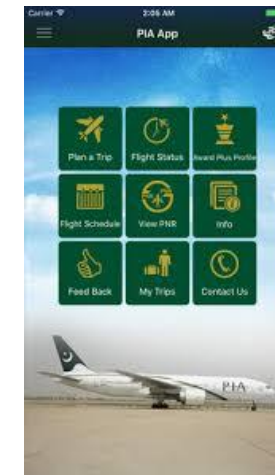 Carrier 2:05 AM
PIA App
Plan a Trip Flight Status Award Plus Profile
Flight Schedule View PNR Info
Feed Back My Trips Contact Us
PIA